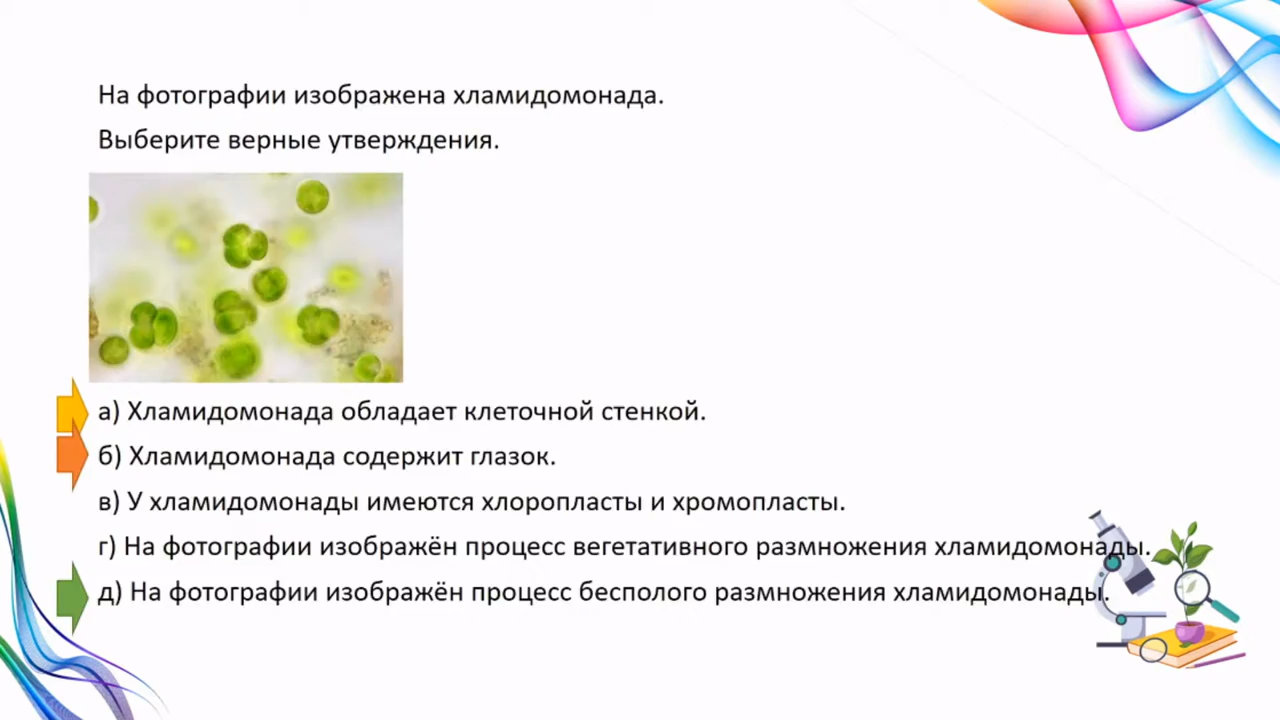 На фотографии изображена хламидомонада.
Выберите верные утверждения.
а) Хламидомонада обладает клеточной стенкой.
б) Хламидомонада содержит глазок.
в) У хламидомонады имеются хлоропласты и хромопласты.
г) На фотографии изображён процесс вегетативного размножения хламидомонады.
д) На фотографии изображён процесс бесполого размножения хламидомонады.